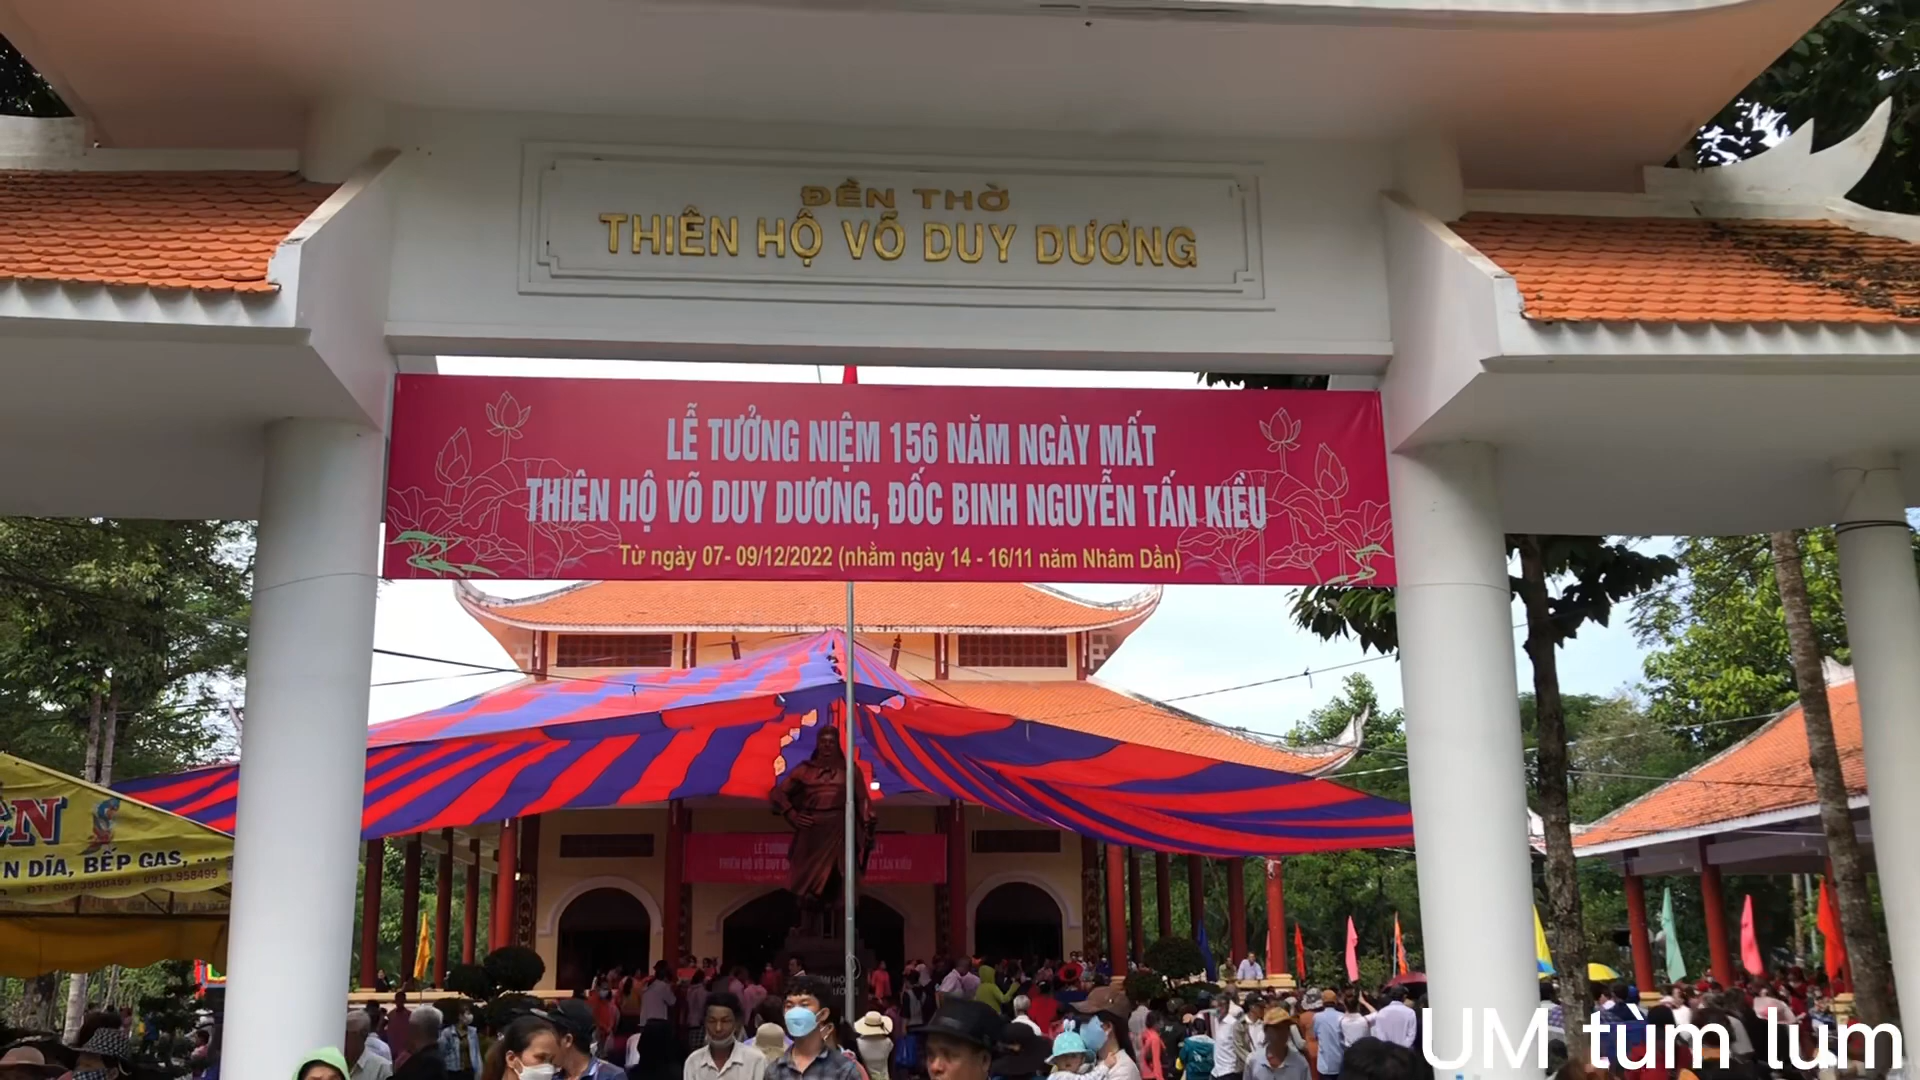 ĐỀN THỜ
THIÊN HỘ VÕ DUY DƯƠNG
LỄ TƯỞNG NIỆM 156 NĂM NGÀY MẤT
THIÊN HỘ VÕ DUY DƯƠNG, ĐỐC BINH NGUYỄN TẤN KIỀU
Từ ngày 07- 09/12/2022 (nhằm ngày 14 - 16/11 năm Nhâm Dần)
DĨA, BẾP GAS, ...
0913.958499
UM tùm lum